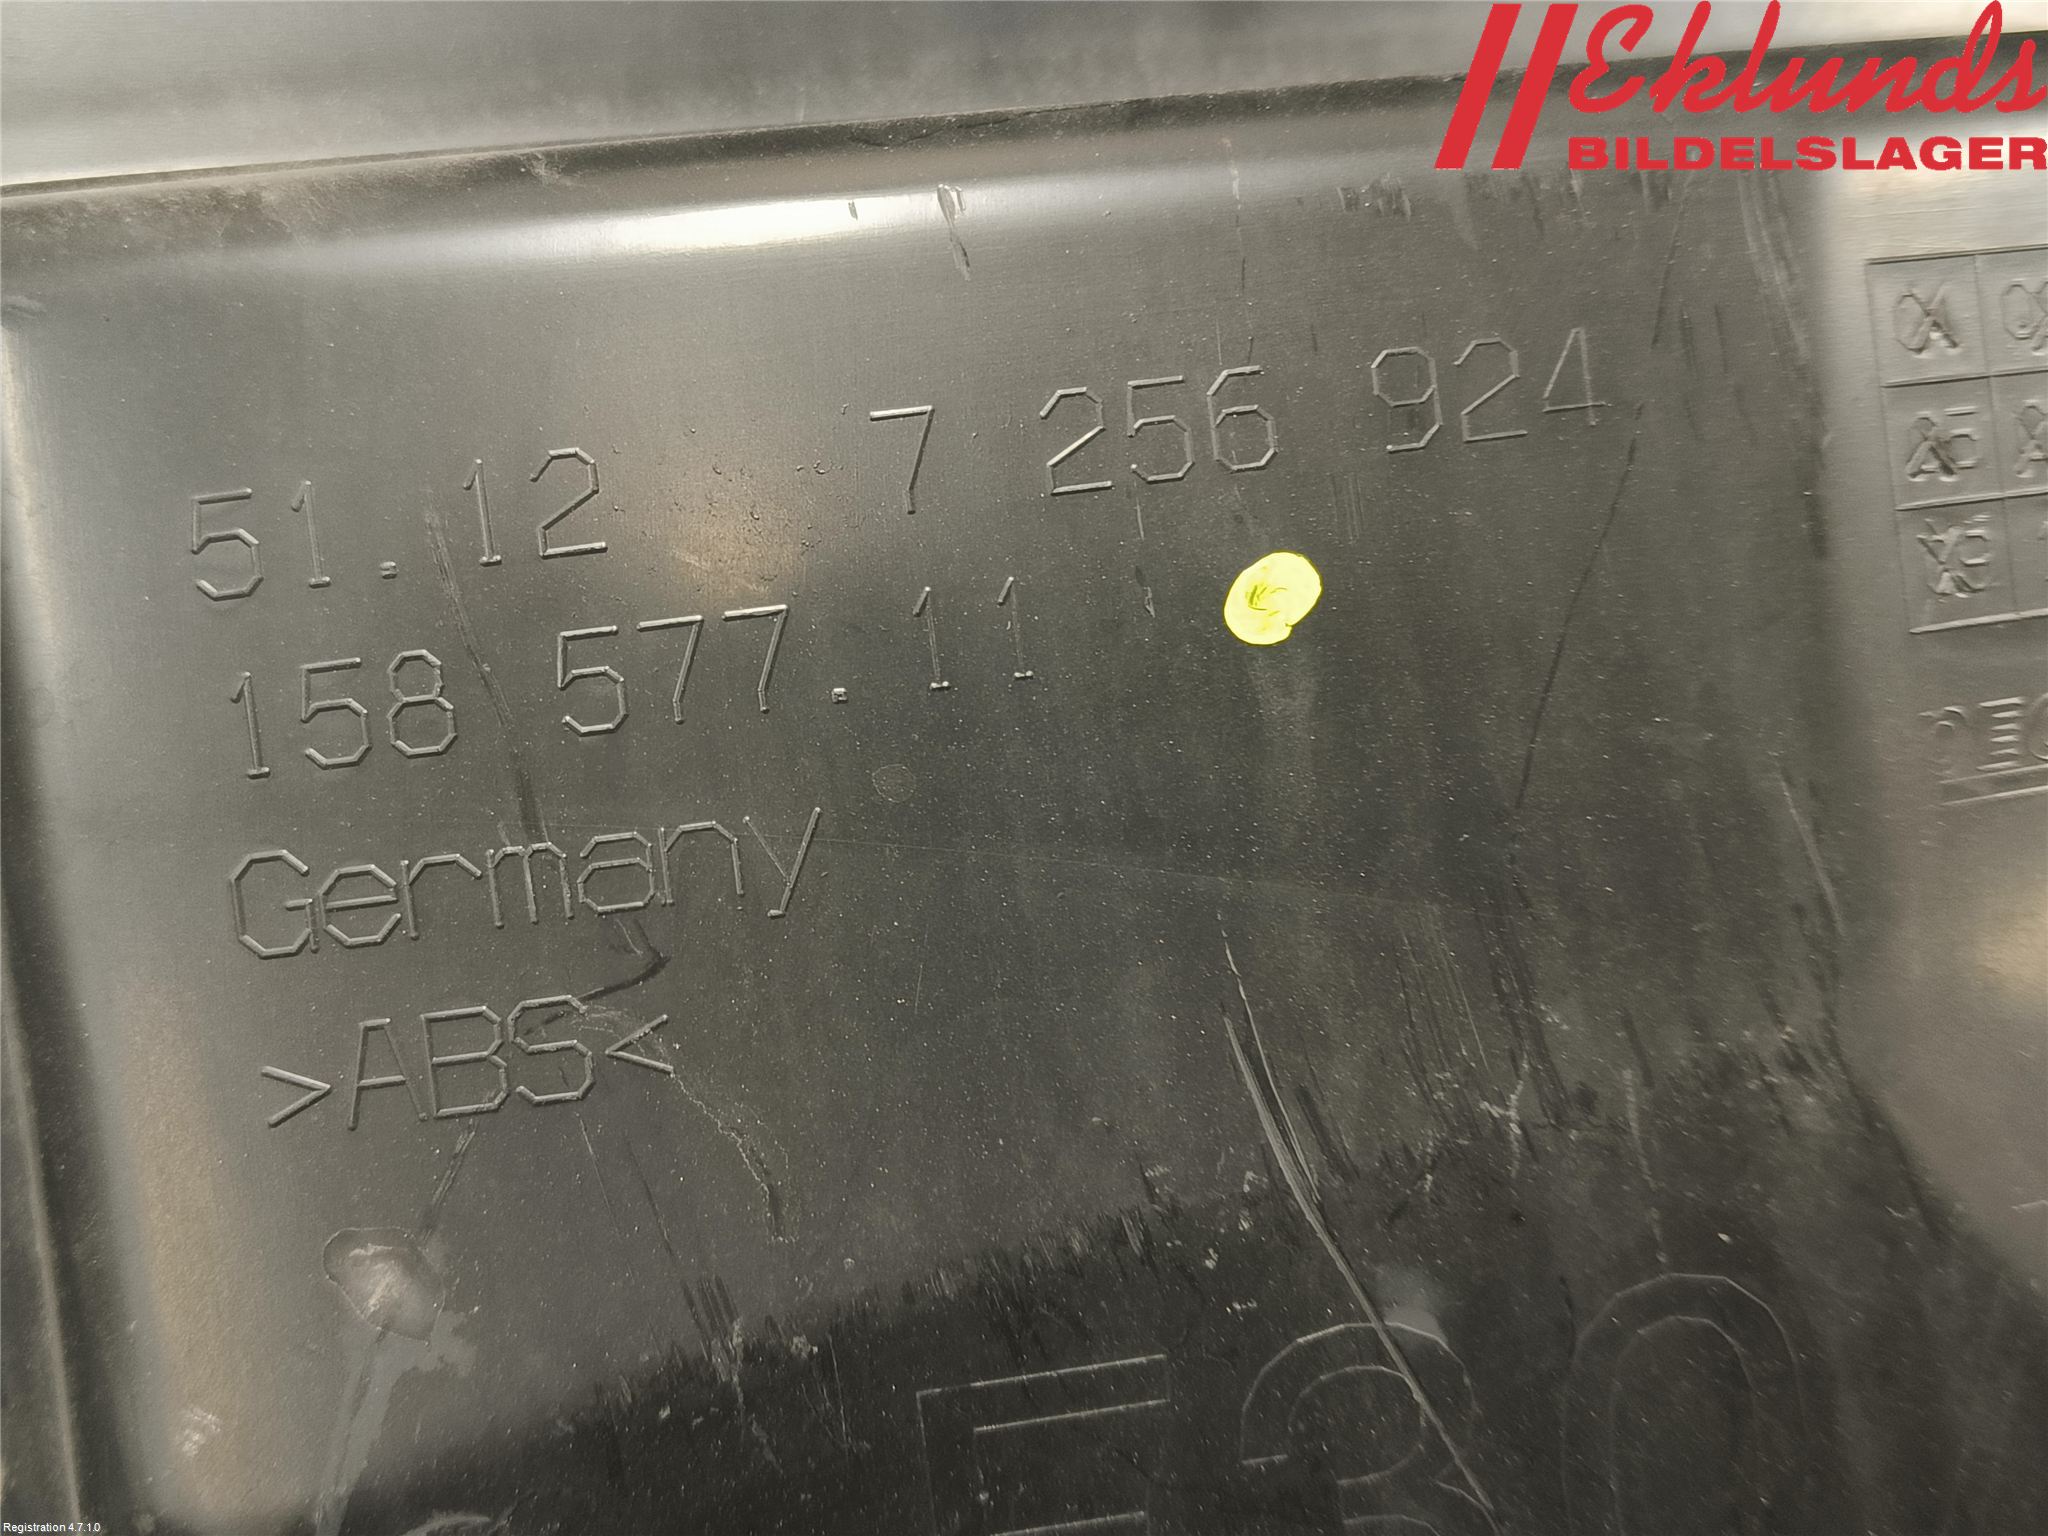 Eklunds
BILDELSLAGER
51.12 7 256 924
158 577.11
Germany
>ABS<
Registration 4.7.1.0